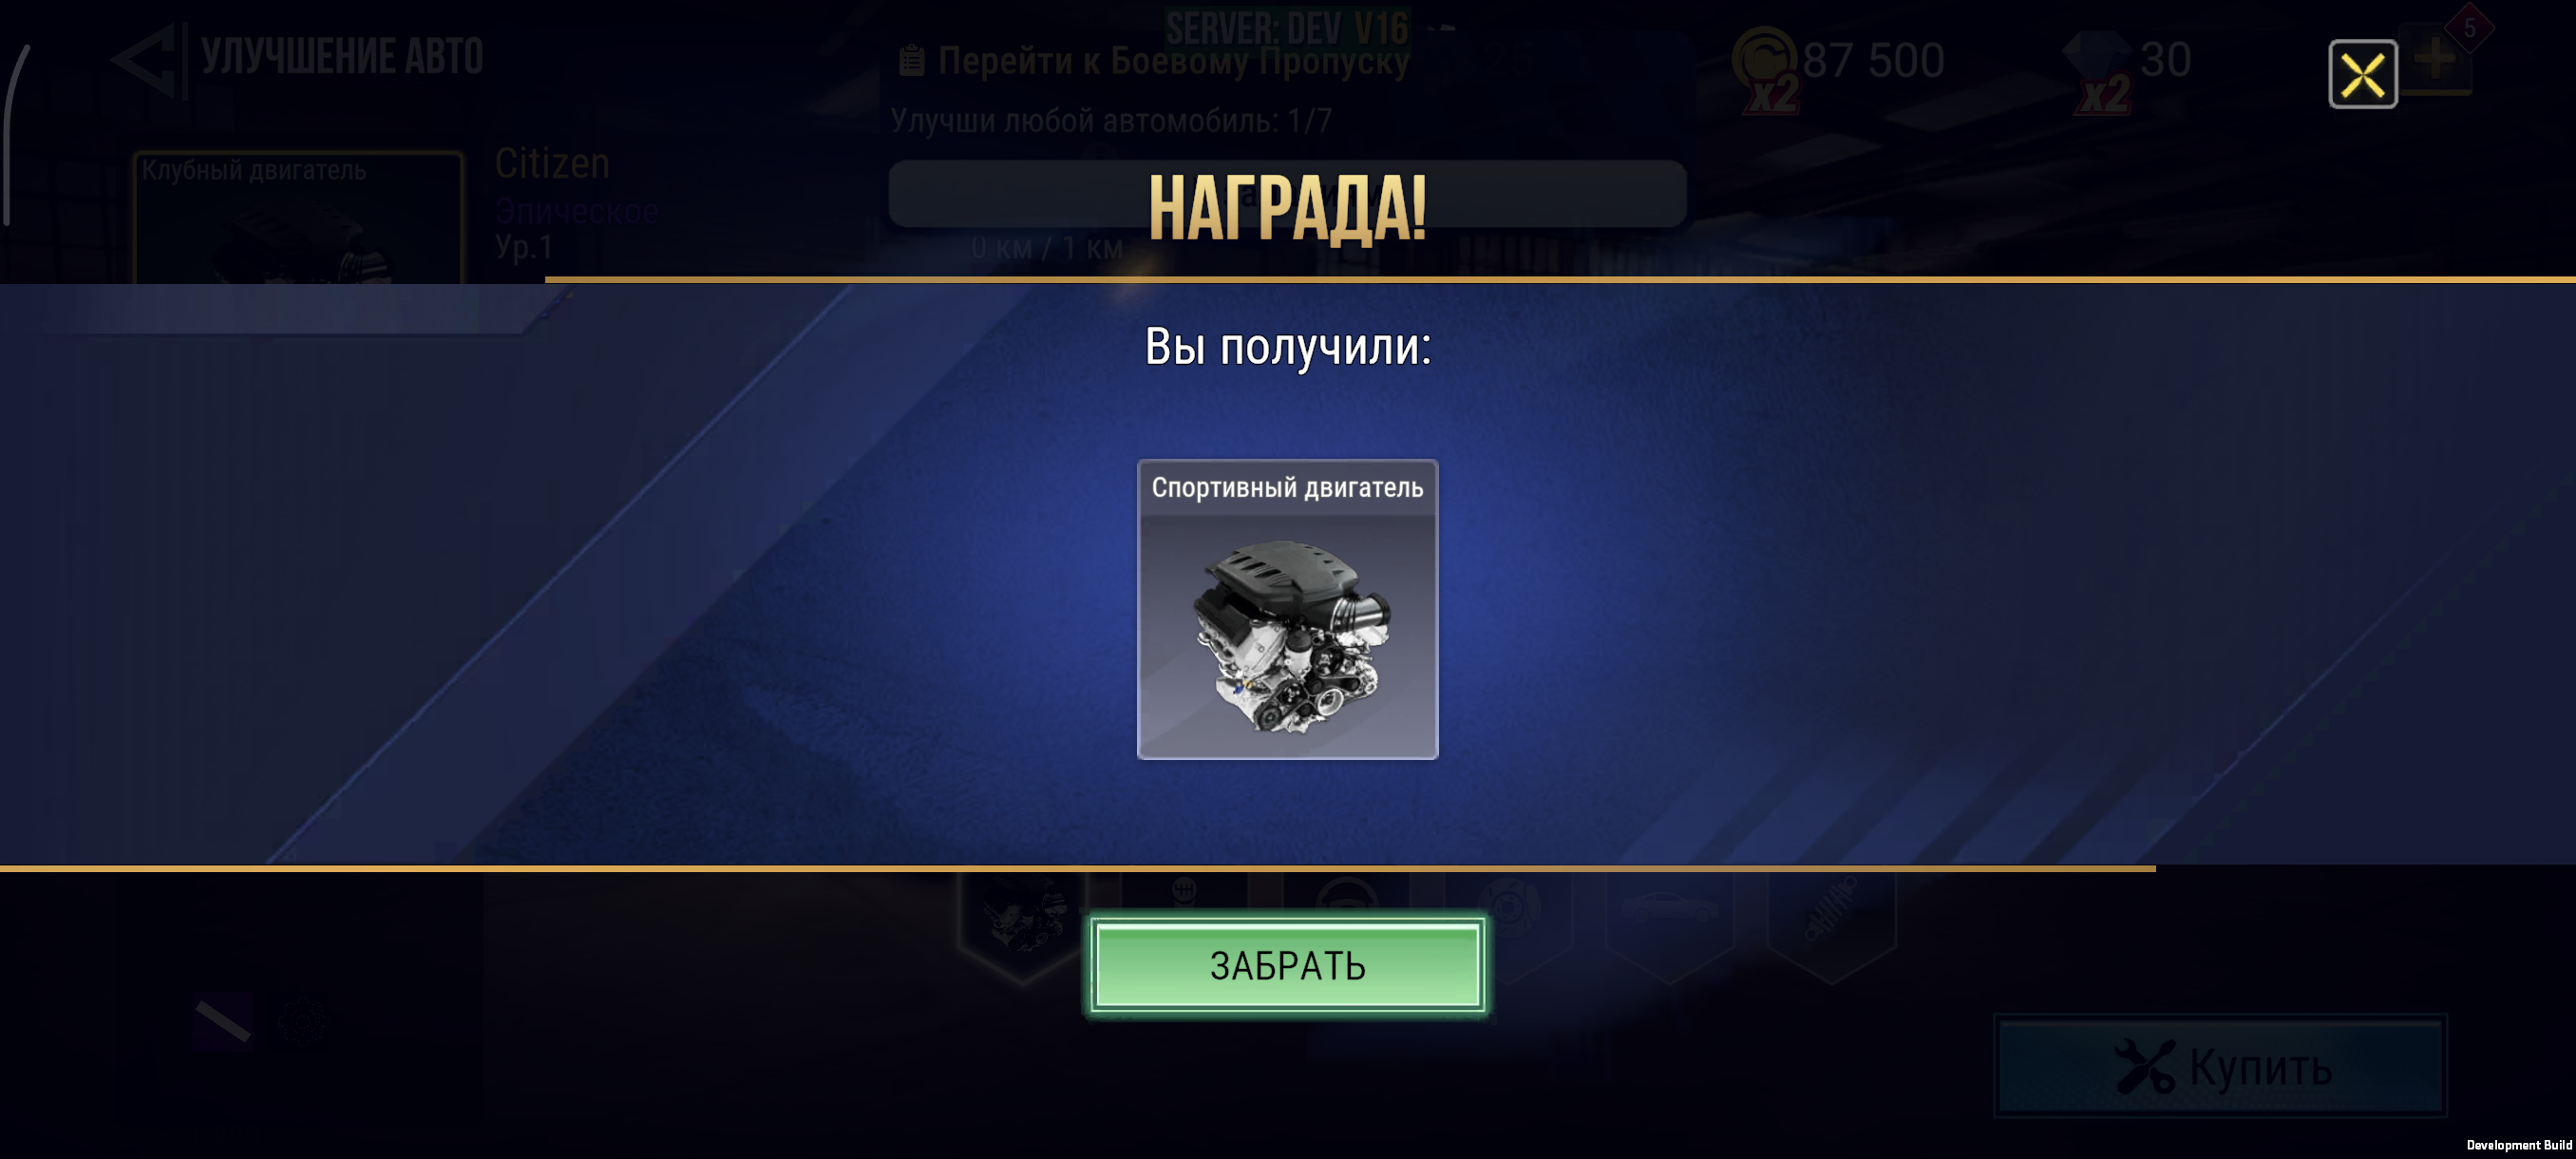 SERVER: DEV V16
УЛУЧШЕНИЕ АВТО
Перейти к Боевому Пропуску
87 500
x2
30
x2
5
Улучши любой автомобиль: 1/7
Клубный двигатель
Citizen
Эпическое
Ур.1
НАГРАДА!
0 км / 1 км
Вы получили:
Спортивный двигатель
ЗАБРАТЬ
Купить
Development Build